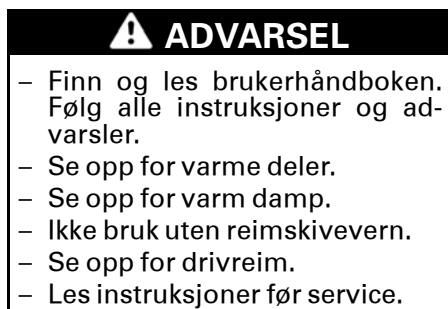 ADVARSEL
– Finn og les brukerhåndboken.
Følg alle instruksjoner og ad-
varsler.
– Se opp for varme deler.
– Se opp for varm damp.
– Ikke bruk uten reimskivevern.
– Se opp for drivreim.
– Les instruksjoner før service.